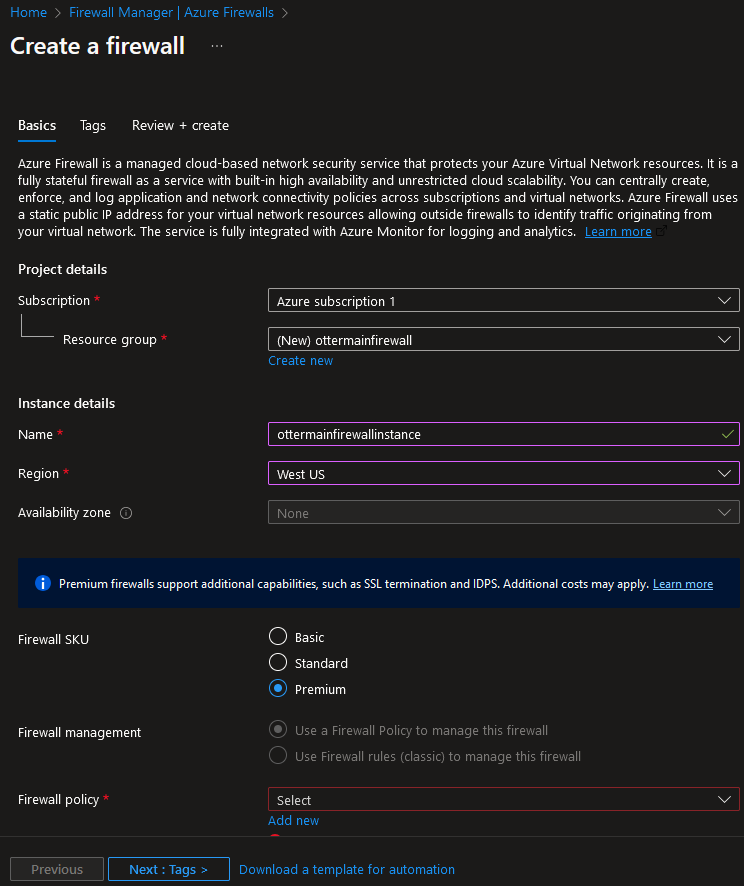 Home > Firewall Manager | Azure Firewalls >
Create a firewall ...
Basics Tags Review + create
Azure Firewall is a managed cloud-based network security service that protects your Azure Virtual Network resources. It is a
fully stateful firewall as a service with built-in high availability and unrestricted cloud scalability. You can centrally create,
enforce, and log application and network connectivity policies across subscriptions and virtual networks. Azure Firewall uses
a static public IP address for your virtual network resources allowing outside firewalls to identify traffic originating from
your virtual network. The service is fully integrated with Azure Monitor for logging and analytics. Learn more
Project details
Subscription * Azure subscription 1
Resource group * (New) ottermainfirewall
Create new
Instance details
Name * ottermainfirewallinstance
Region * West US
Availability zone None
Premium firewalls support additional capabilities, such as SSL termination and IDPS. Additional costs may apply. Learn more
Firewall SKU Basic
Standard
Premium
Firewall management Use a Firewall Policy to manage this firewall
Use Firewall rules (classic) to manage this firewall
Firewall policy * Select
Add new
Previous Next : Tags > Download a template for automation